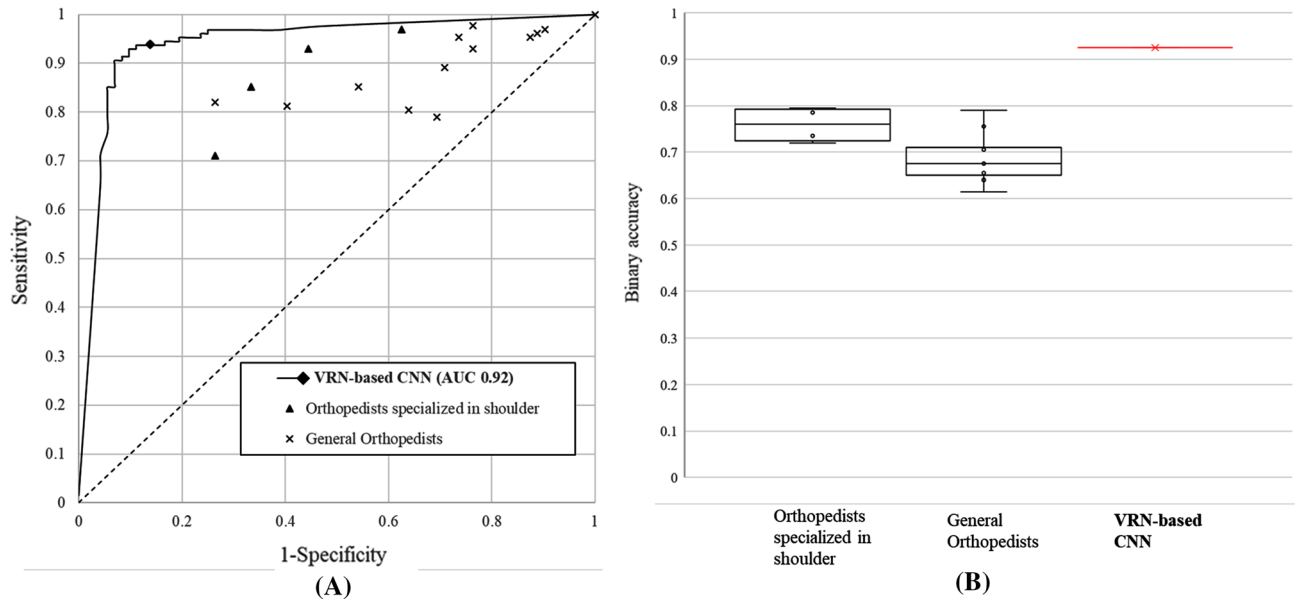 1
0.9
0.8
0.7
0.6
0.5
0.4
0.3
0.2
0.1
0
Sensitivity
0
0.2
0.4
0.6
0.8
1
1-Specificity
VRN-based CNN (AUC 0.92)
Orthopedists specialized in shoulder
General Orthopedists
(A)
1
0.9
0.8
0.7
0.6
0.5
0.4
0.3
0.2
0.1
0
Binary accuracy
Orthopedists
specialized in
shoulder
General
Orthopedists
VRN-based
CNN
(B)